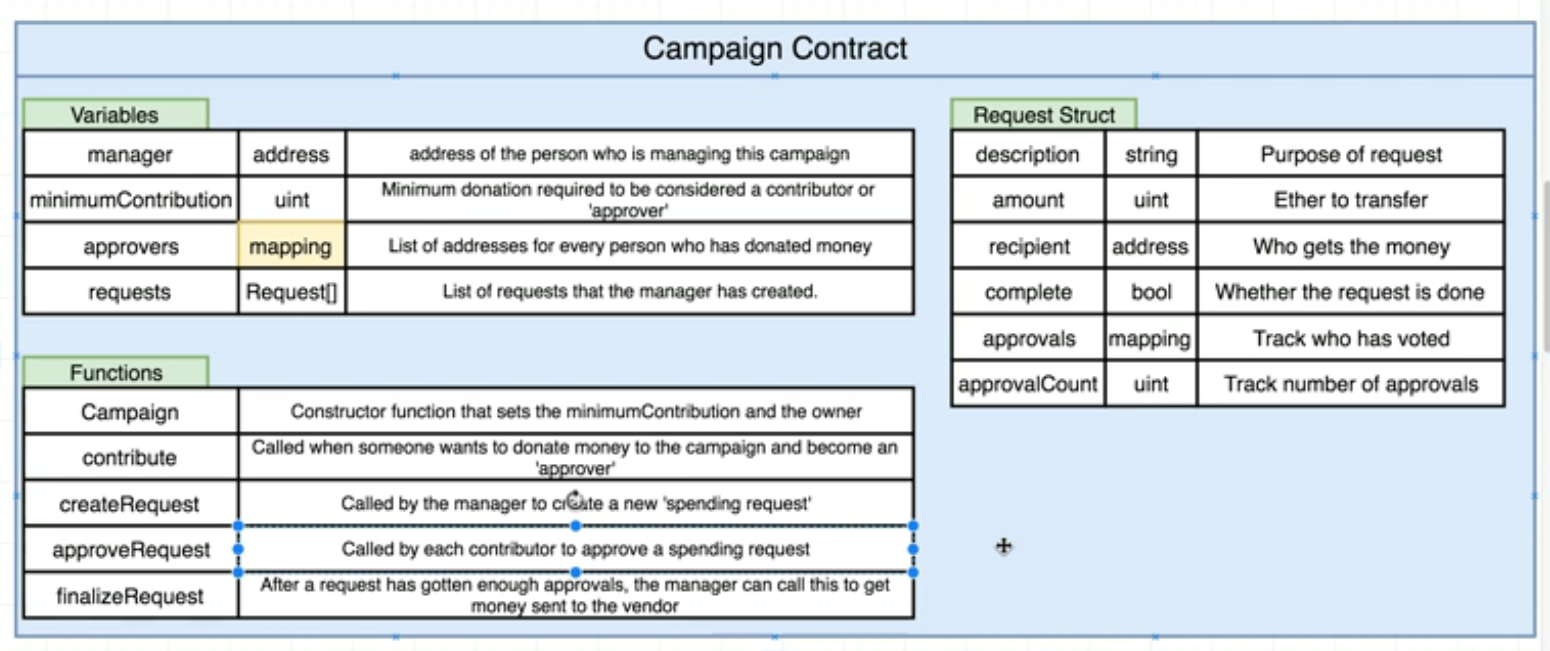 Campaign Contract
Variables
manager address address of the person who is managing this campaign
minimumContribution uint Minimum donation required to be considered a contributor or
'approver'
approvers mapping List of addresses for every person who has donated money
requests Request[] List of requests that the manager has created.
Functions
Campaign Constructor function that sets the minimumContribution and the owner
contribute Called when someone wants to donate money to the campaign and become an
'approver'
createRequest Called by the manager to create a new 'spending request'
approveRequest Called by each contributor to approve a spending request
finalizeRequest After a request has gotten enough approvals, the manager can call this to get
money sent to the vendor
Request Struct
description string Purpose of request
amount uint Ether to transfer
recipient address Who gets the money
complete bool Whether the request is done
approvals mapping Track who has voted
approvalCount uint Track number of approvals